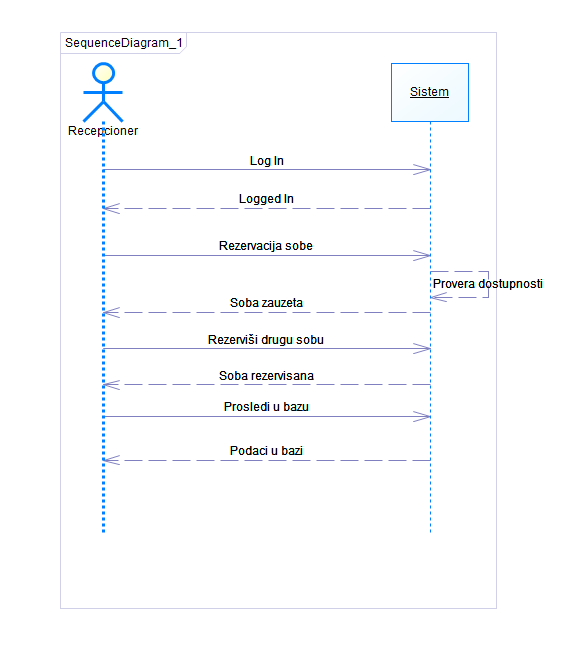 SequenceDiagram_1
Sistem
Recepcioner
Log In
Logged In
Rezervacija sobe
Provera dostupnosti
Soba zauzeta
Rezerviši drugu sobu
Soba rezervisana
Prosledi u bazu
Podaci u bazi